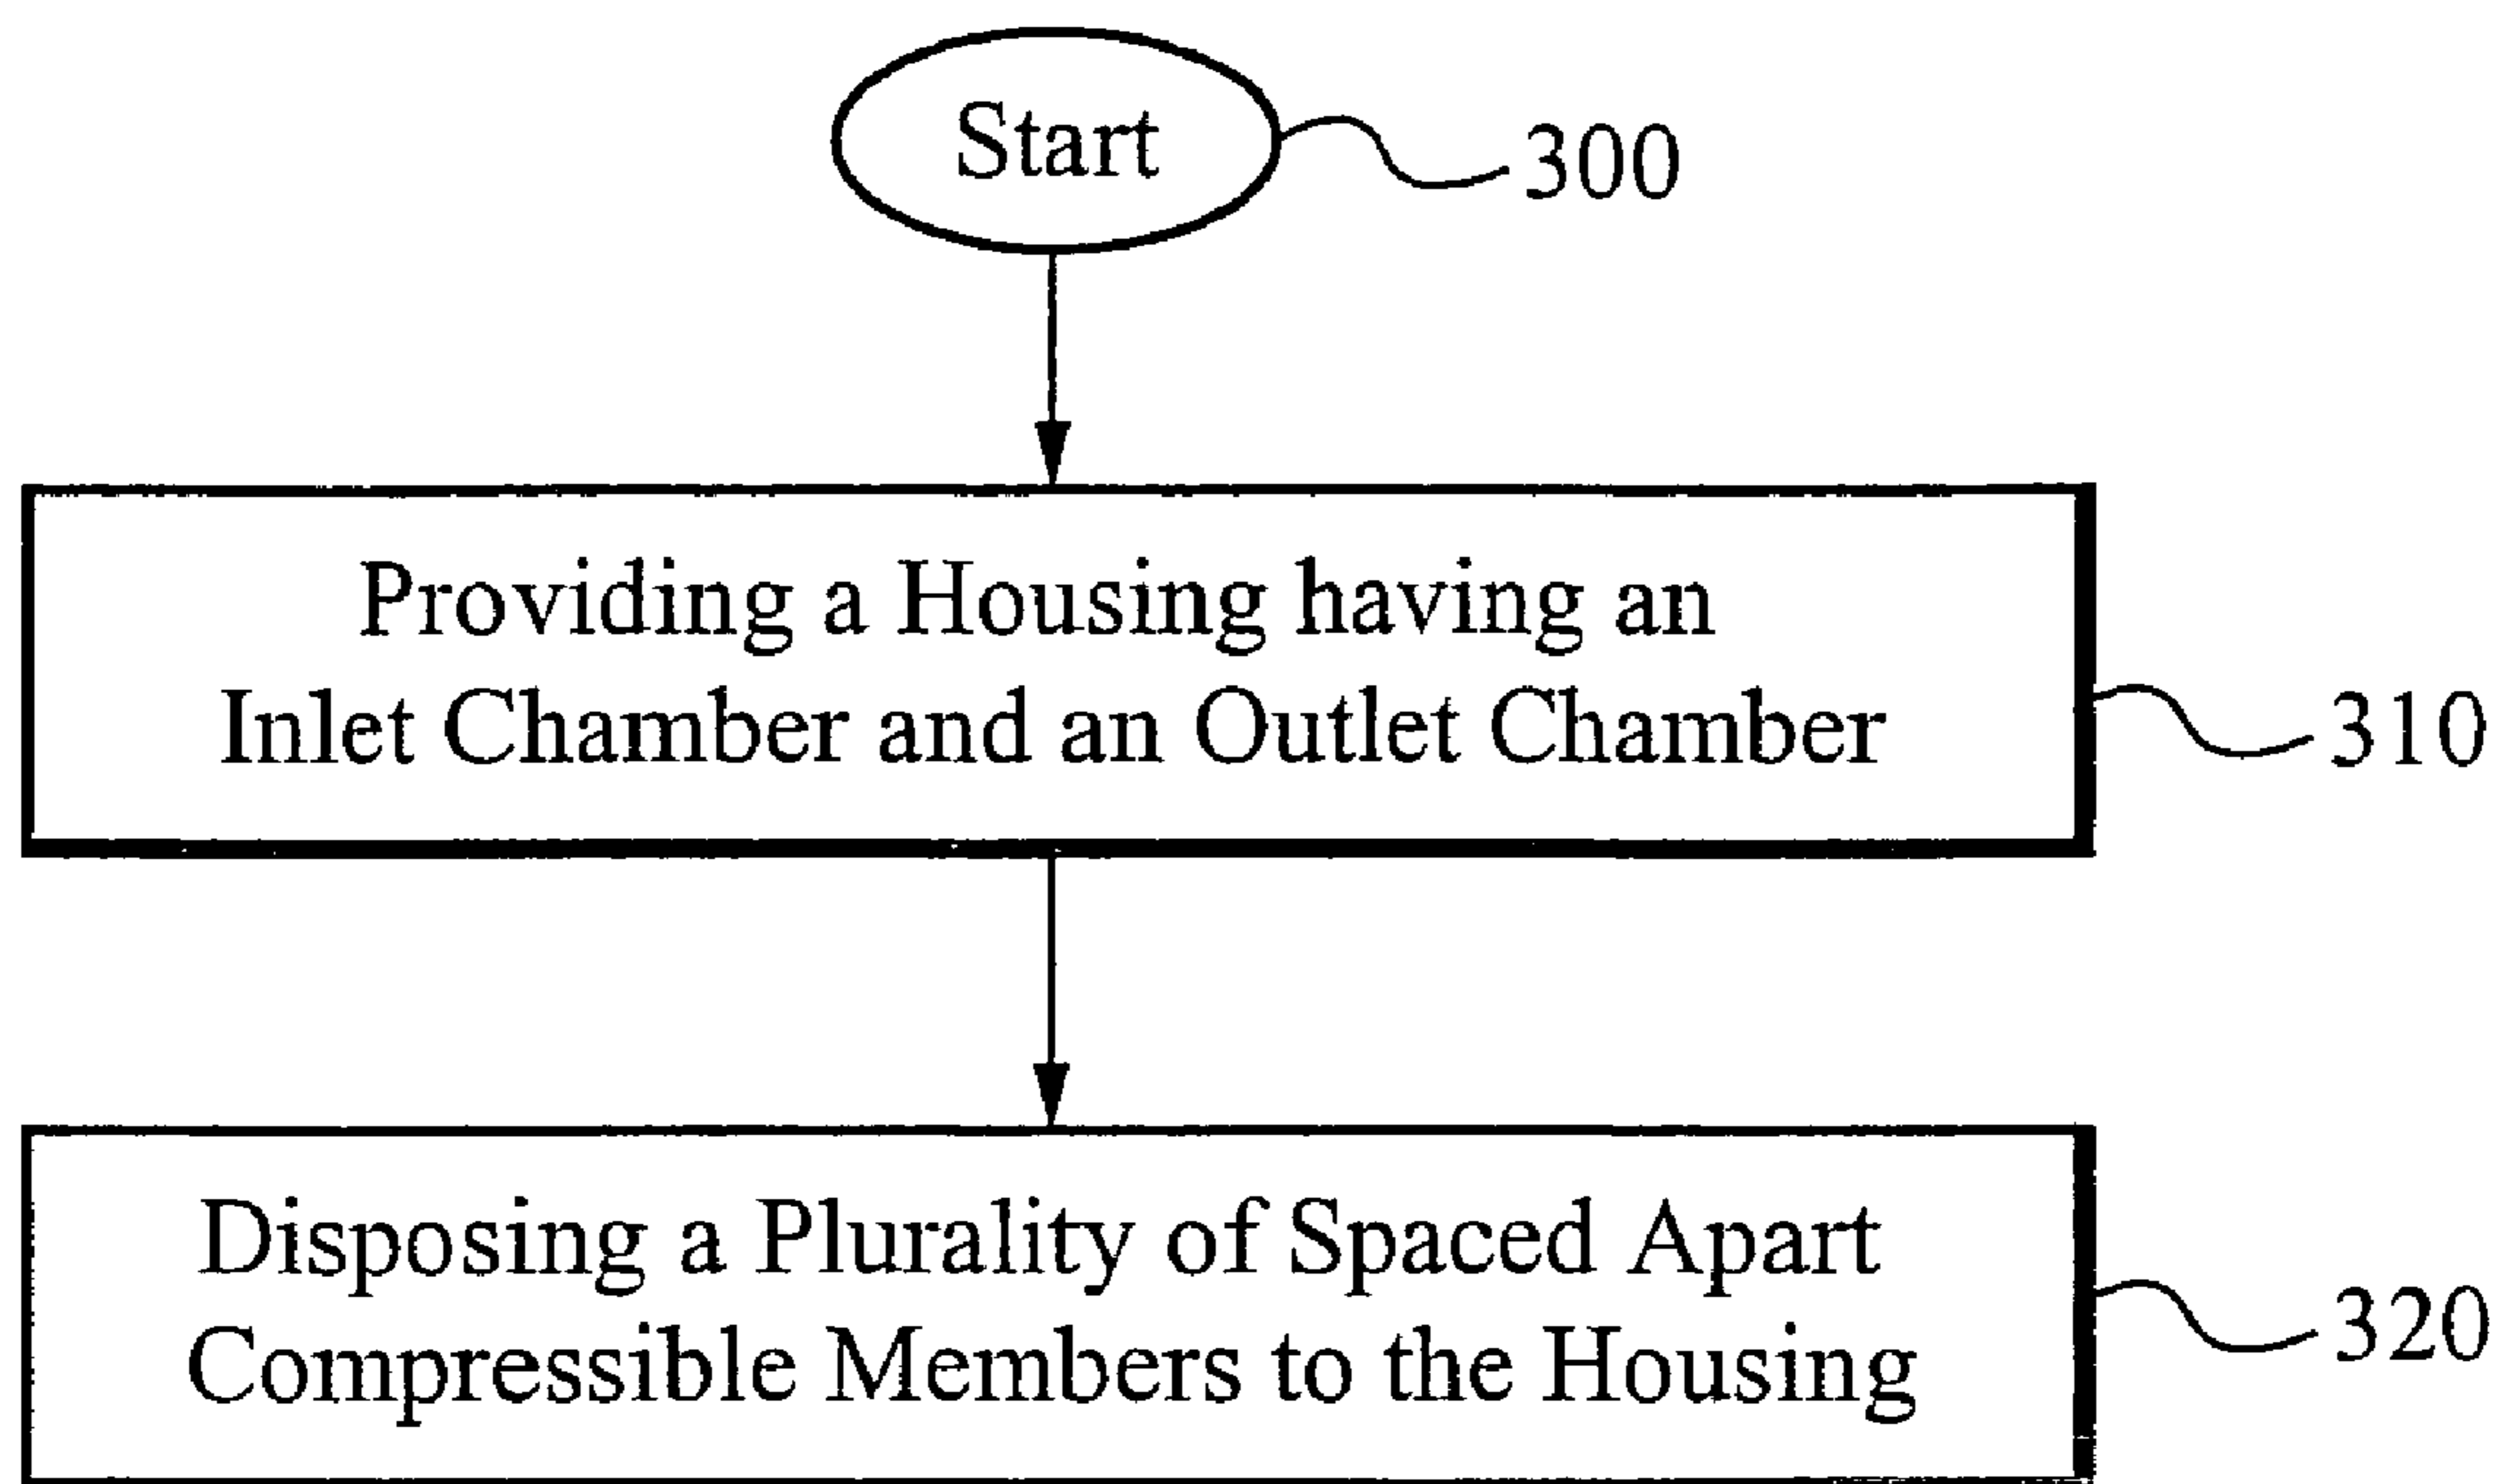 Start
300
Providing a Housing having an
Inlet Chamber and an Outlet Chamber
310
Disposing a Plurality of Spaced Apart
Compressible Members to the Housing
320